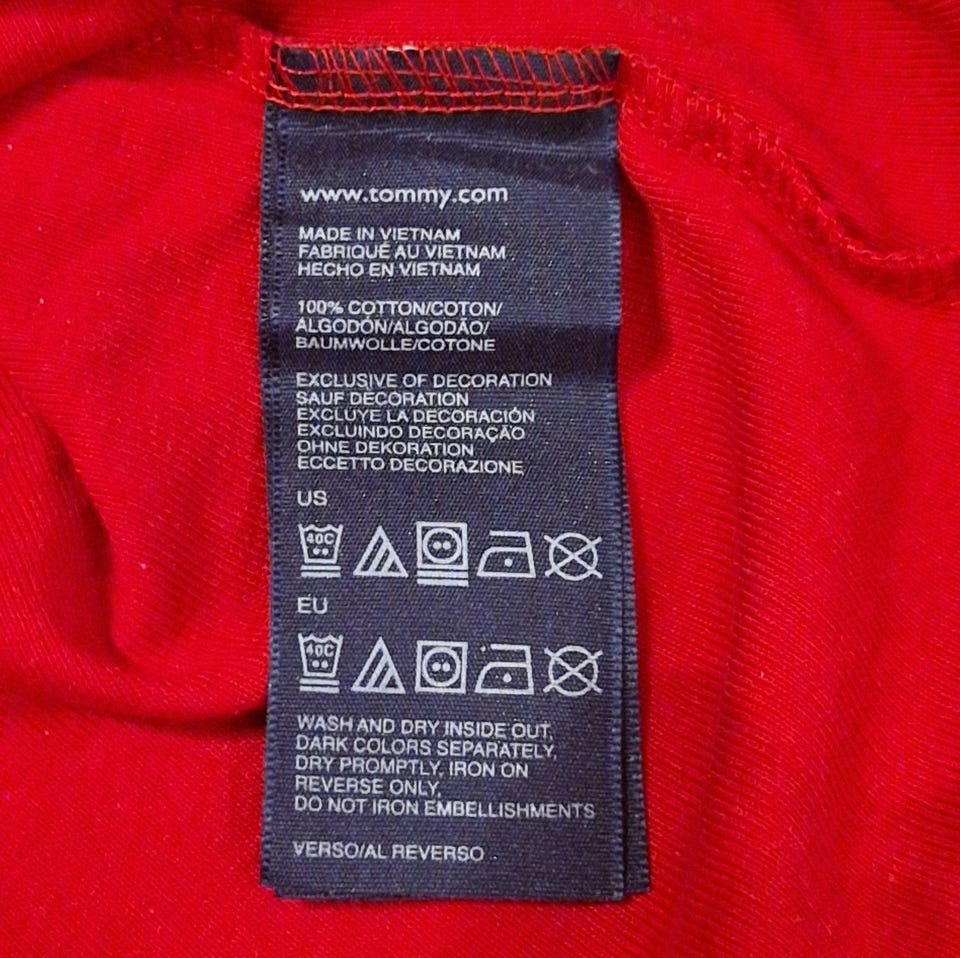 www.tommy.com
MADE IN VIETNAM
FABRIQUÉ AU VIETNAM
HECHO EN VIETNAM
100% COTTON/COTON/
ALGODÓN/ALGODÃO/
BAUMWOLLE/COTONE
EXCLUSIVE OF DECORATION
SAUF DÉCORATION
EXCLUYE LA DECORACIÓN
EXCLUINDO DECORAÇÃO
OHNE DEKORATION
ECCETTO DECORAZIONE
US
40C
EU
40C
WASH AND DRY INSIDE OUT,
DARK COLORS SEPARATELY,
DRY PROMPTLY, IRON ON
REVERSE ONLY,
DO NOT IRON EMBELLISHMENTS
VERSO/AL REVERSO